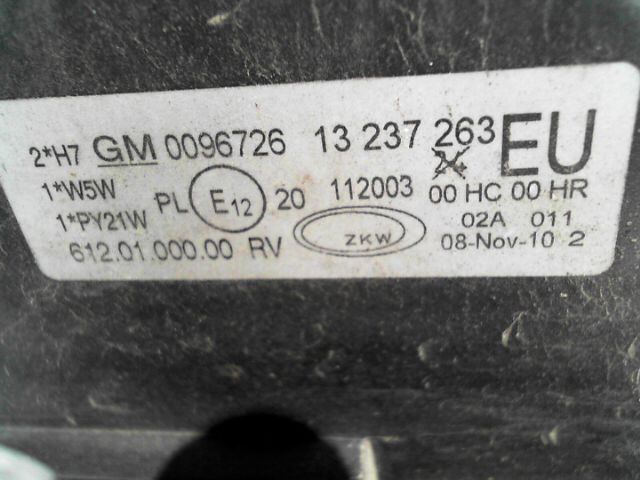 2*H7 GM 0096726 13 237 263 EU
1*W5W PL E12 20 112003 00 HC 00 HR
1*PY21W ZKW 02A 011
612.01.000.00 RV 08-Nov-10 2